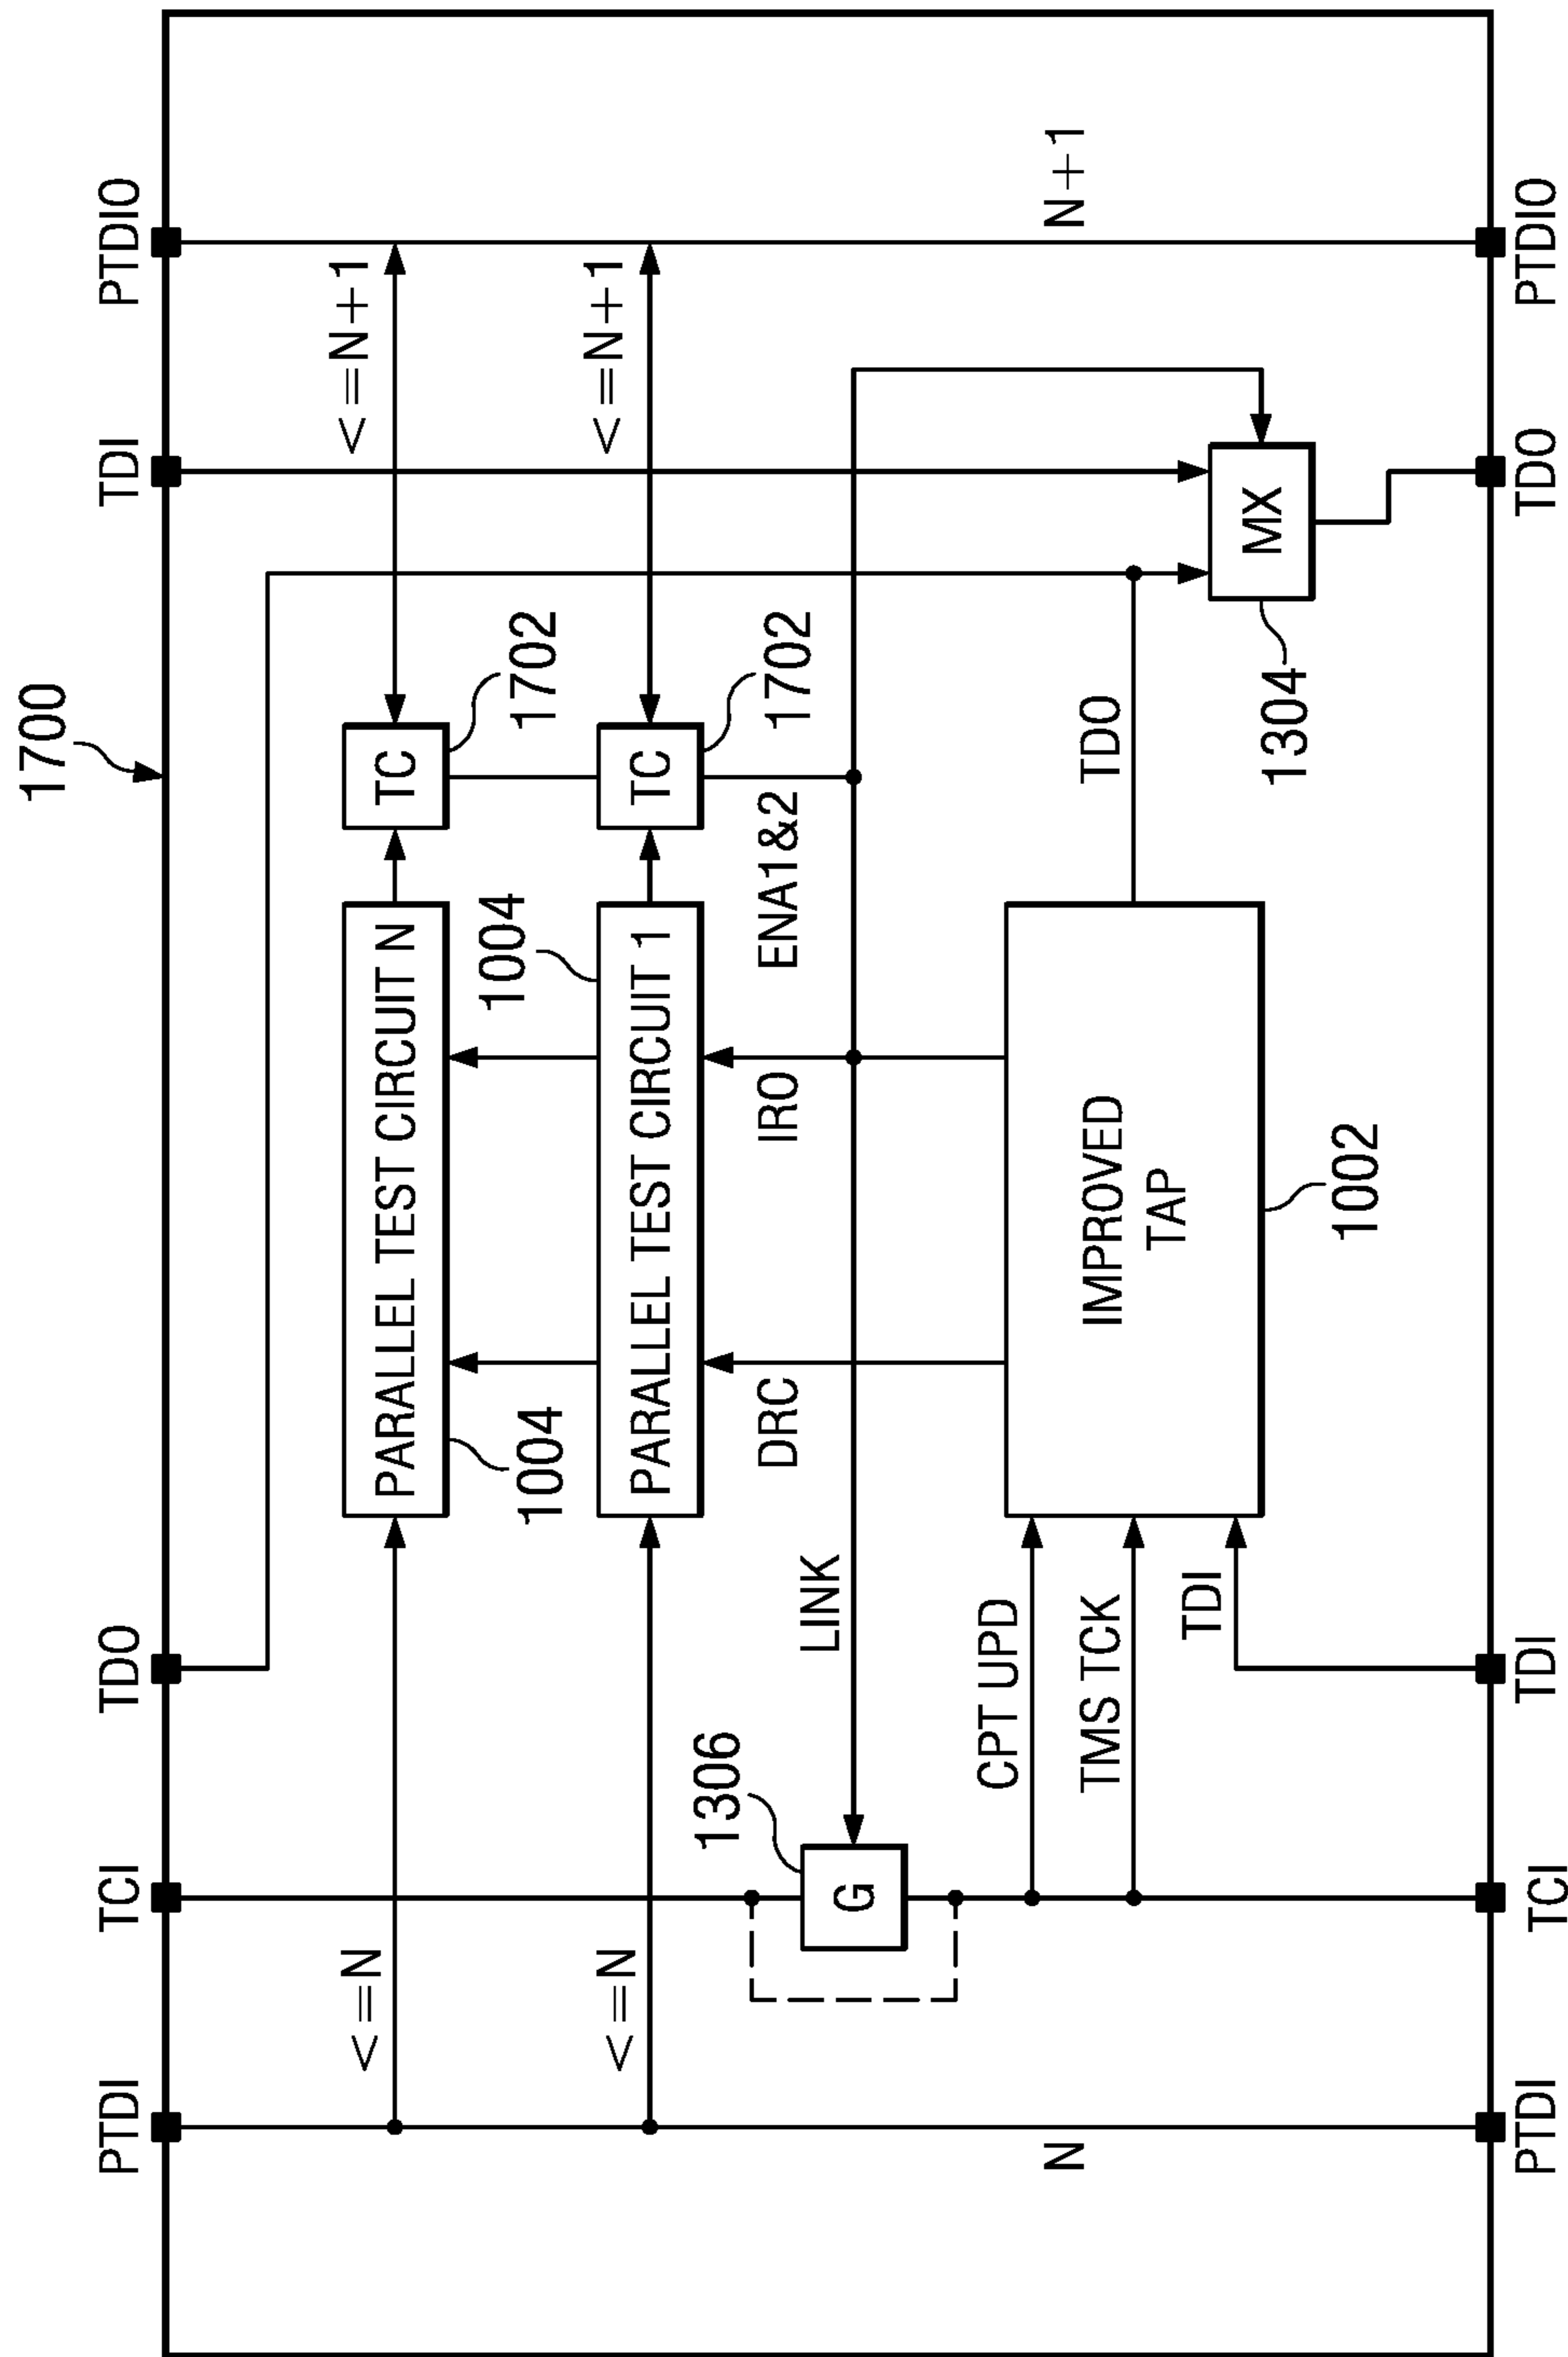 1700
PTDI
TCI
TDO
TDI
PTDIO
<=N
PARALLEL TEST CIRCUIT N
TC
<=N+1
1004
1004
1702
<=N
PARALLEL TEST CIRCUIT 1
TC
<=N+1
1702
1306
DRC
IRO
ENA1&2
LINK
G
CPT UPD
TMS TCK
TDI
IMPROVED
TAP
TDO
N
N+1
1002
MX
1304
PTDI
TCI
TDI
TDO
PTDIO